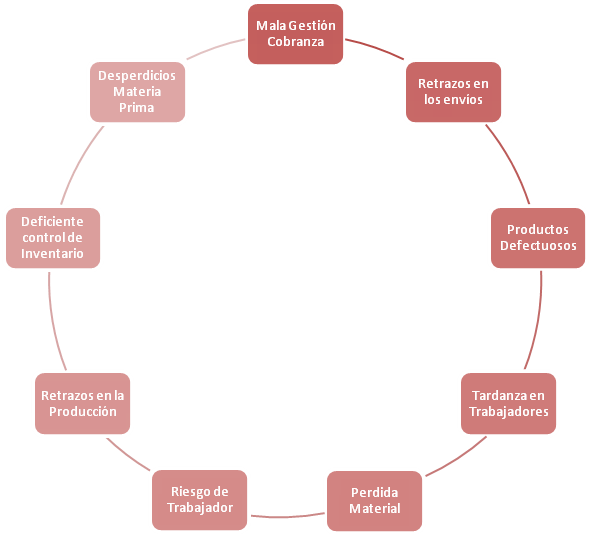 Mala Gestión
Cobranza
Retrazos en
los envios
Productos
Defectuosos
Tardanza en
Trabajadores
Perdida
Material
Riesgo de
Trabajador
Retrazos en la
Producción
Deficiente
control de
Inventario
Desperdicios
Materia
Prima